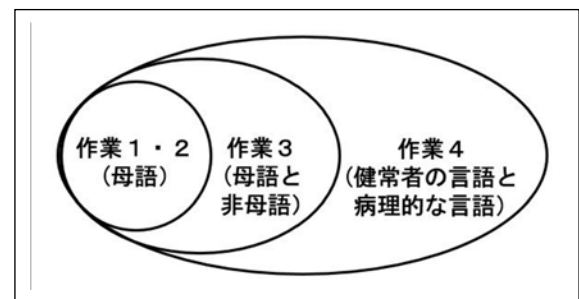 作業1・2
(母語)
作業3
(母語と
非母語)
作業4
(健常者の言語と
病理的な言語)